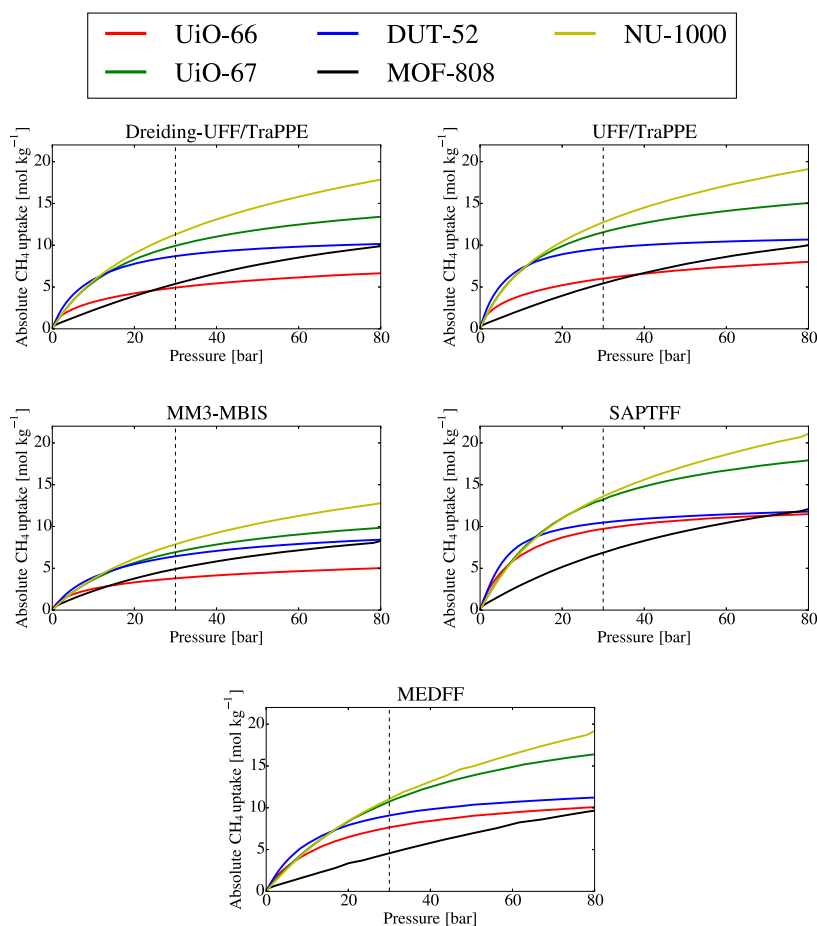 UiO-66 DUT-52 NU-1000
UiO-67 MOF-808
Dreiding-UFF/TraPPE
Absolute CH₄ uptake [mol kg⁻¹]
20
15
10
5
0
0 20 40 60 80
Pressure [bar]
UFF/TraPPE
Absolute CH₄ uptake [mol kg⁻¹]
20
15
10
5
0
0 20 40 60 80
Pressure [bar]
MM3-MBIS
Absolute CH₄ uptake [mol kg⁻¹]
20
15
10
5
0
0 20 40 60 80
Pressure [bar]
SAPTFF
Absolute CH₄ uptake [mol kg⁻¹]
20
15
10
5
0
0 20 40 60 80
Pressure [bar]
MEDFF
Absolute CH₄ uptake [mol kg⁻¹]
20
15
10
5
0
0 20 40 60 80
Pressure [bar]